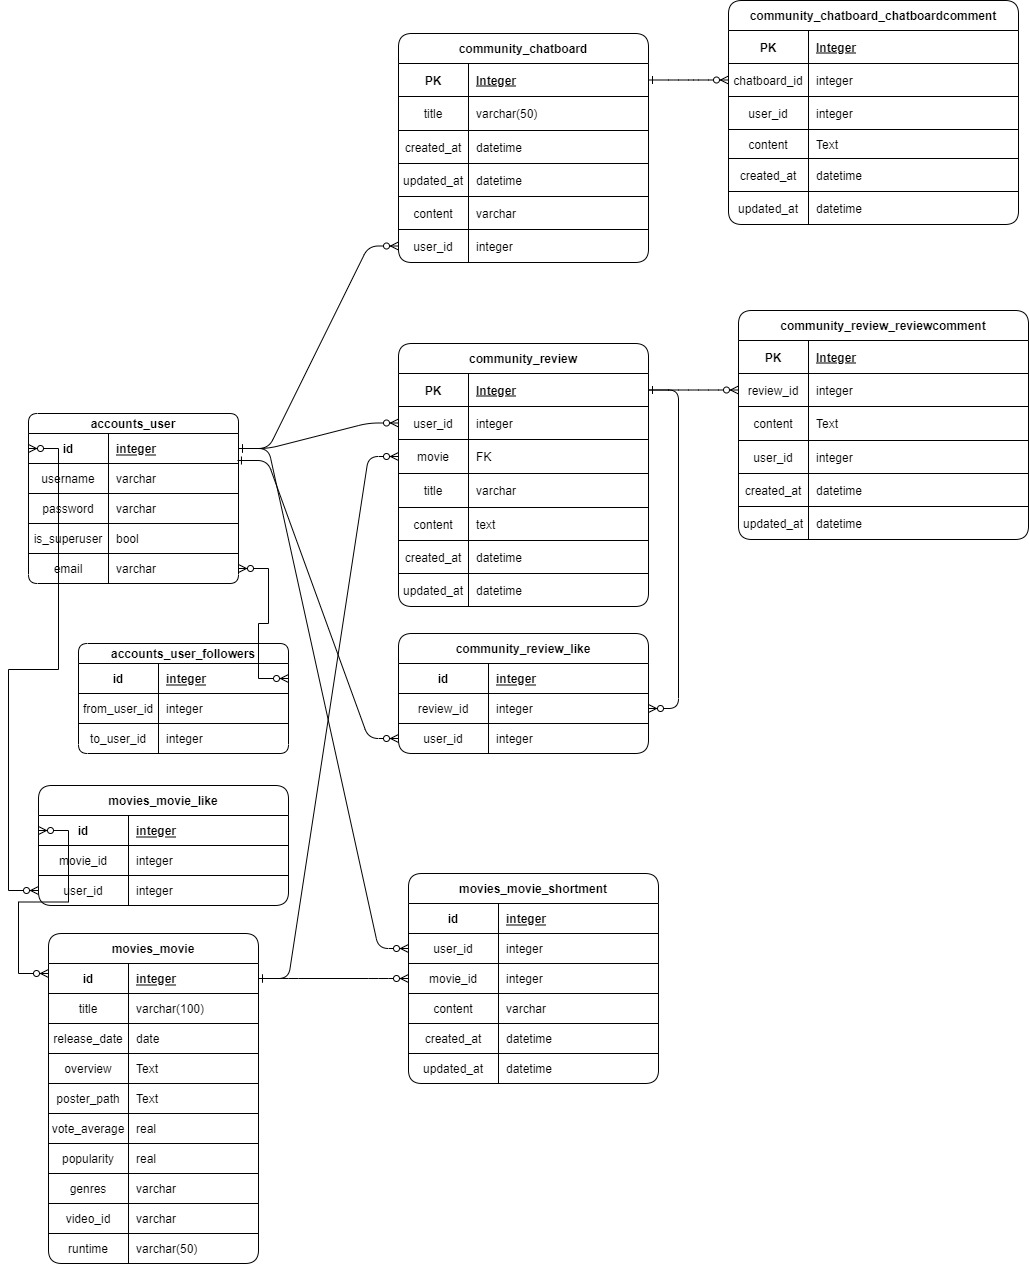 community_chatboard
PK Integer
title varchar(50)
created_at datetime
updated_at datetime
content varchar
user_id integer
community_chatboard_chatboardcomment
PK Integer
chatboard_id integer
user_id integer
content Text
created_at datetime
updated_at datetime
community_review
PK Integer
user_id integer
movie FK
title varchar
content text
created_at datetime
updated_at datetime
community_review_reviewcomment
PK Integer
review_id integer
content Text
user_id integer
created_at datetime
updated_at datetime
accounts_user
id integer
username varchar
password varchar
is_superuser bool
email varchar
accounts_user_followers
id integer
from_user_id integer
to_user_id integer
community_review_like
id integer
review_id integer
user_id integer
movies_movie_like
id integer
movie_id integer
user_id integer
movies_movie_shortment
id integer
user_id integer
movie_id integer
content varchar
created_at datetime
updated_at datetime
movies_movie
id integer
title varchar(100)
release_date date
overview Text
poster_path Text
vote_average real
popularity real
genres varchar
video_id varchar
runtime varchar(50)